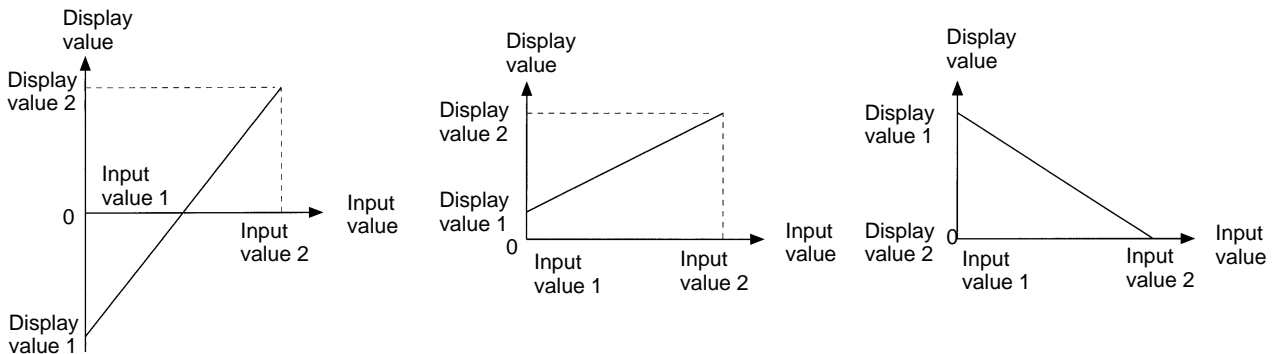 Display
value
Display
value 2
Input
value 1
0
Input
value
Input
value 2
Display
value 1
Display
value
Display
value 2
Display
value 1
0
Input
value 1
Input
value 2
Input
value
Display
value
Display
value 1
Display
value 2
0
Input
value 1
Input
value 2
Input
value